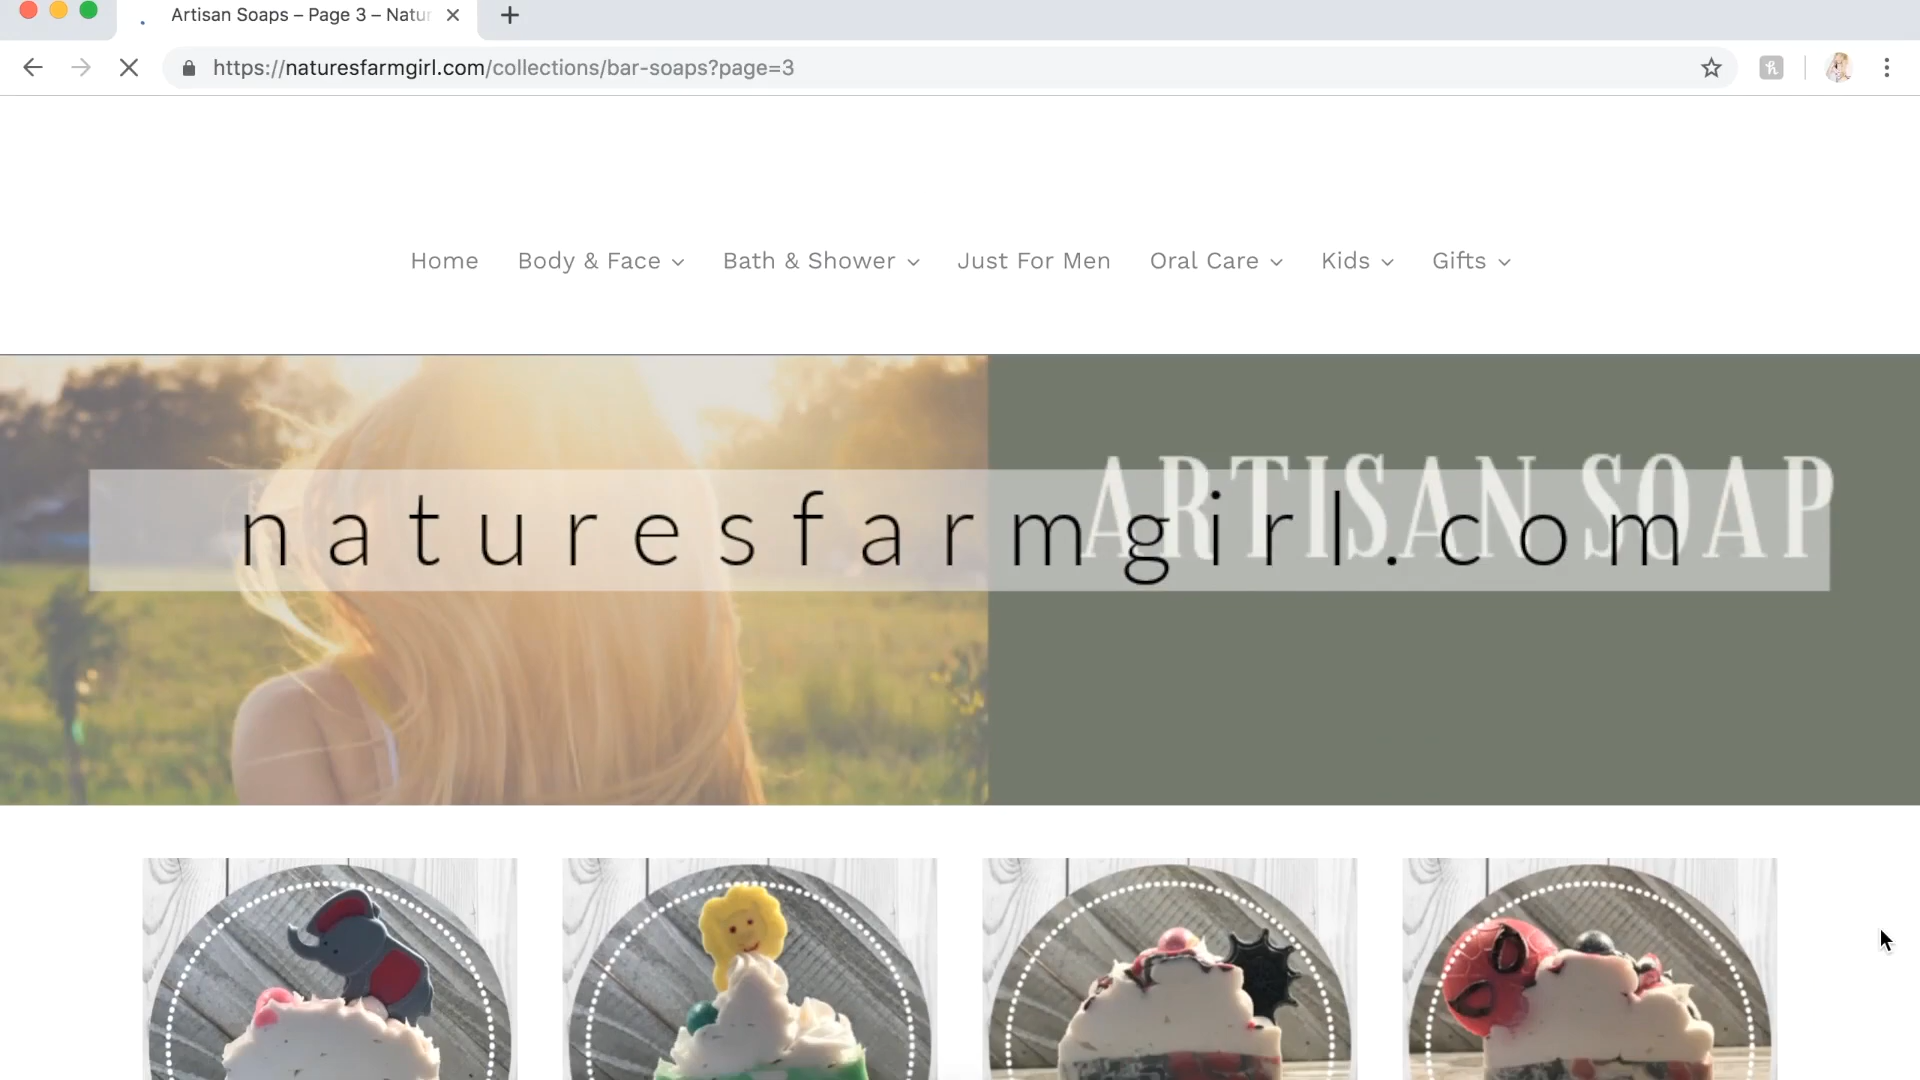 Artisan Soaps – Page 3 – Natur
https://naturesfarmgirl.com/collections/bar-soaps?page=3
Home Body & Face Bath & Shower Just For Men Oral Care Kids Gifts
ARTISAN SOAP
naturesfarmgirl.com